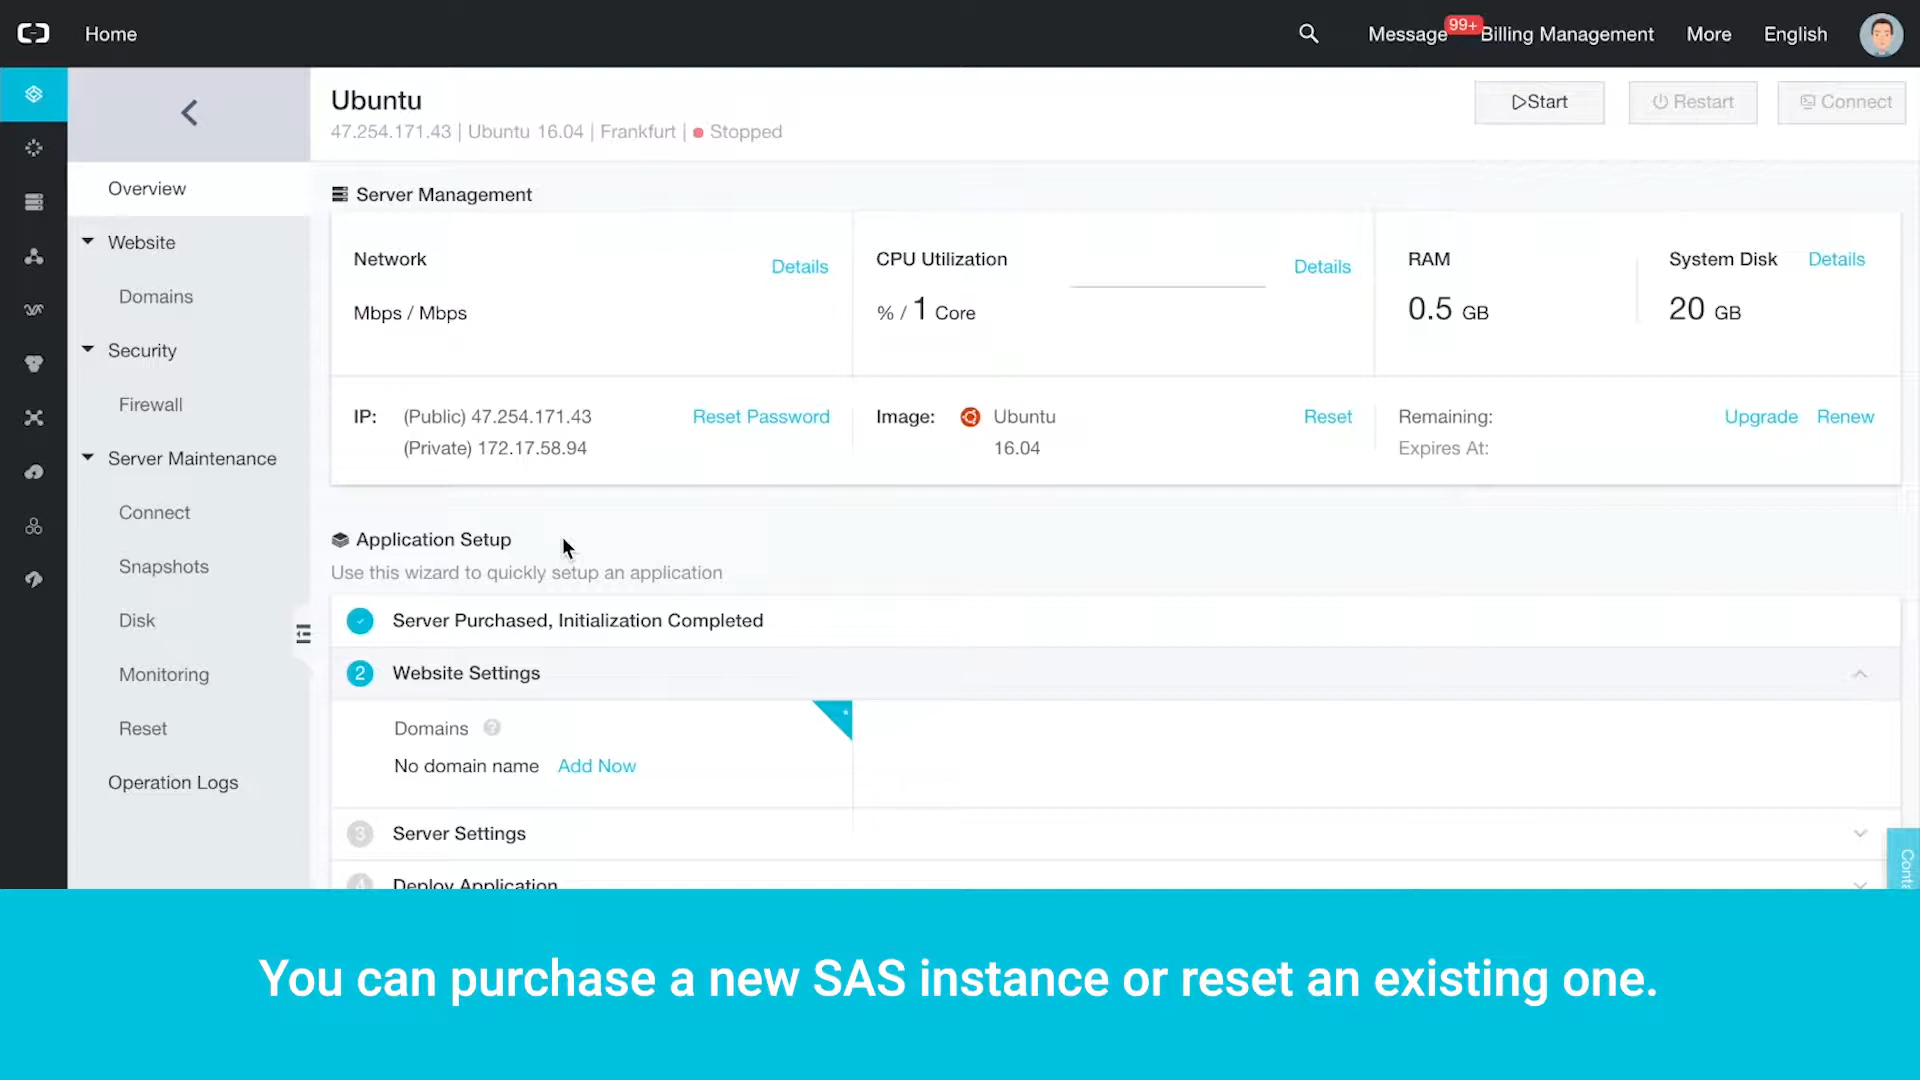 Home
Message 99+ Billing Management More English
Ubuntu
47.254.171.43 | Ubuntu 16.04 | Frankfurt | Stopped
Start Restart Connect
Overview
Website
Domains
Security
Firewall
Server Maintenance
Connect
Snapshots
Disk
Monitoring
Reset
Operation Logs
Server Management
Network Details
Mbps / Mbps
CPU Utilization Details
% / 1 Core
RAM
0.5 GB
System Disk Details
20 GB
IP: (Public) 47.254.171.43 Reset Password
(Private) 172.17.58.94
Image: Ubuntu Reset
16.04
Remaining: Upgrade Renew
Expires At:
Application Setup
Use this wizard to quickly setup an application
Server Purchased, Initialization Completed
2 Website Settings
Domains ?
No domain name Add Now
3 Server Settings
4 Deploy Application
You can purchase a new SAS instance or reset an existing one.